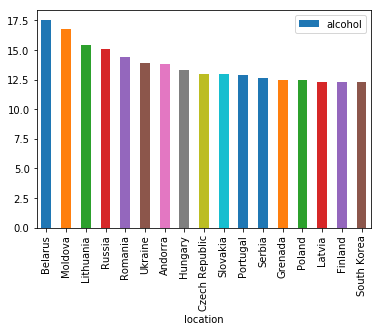 alcohol
17.5
15.0
12.5
10.0
7.5
5.0
2.5
0.0
Belarus
Moldova
Lithuania
Russia
Romania
Ukraine
Andorra
Hungary
Czech Republic
Slovakia
Portugal
Serbia
Grenada
Poland
Latvia
Finland
South Korea
location